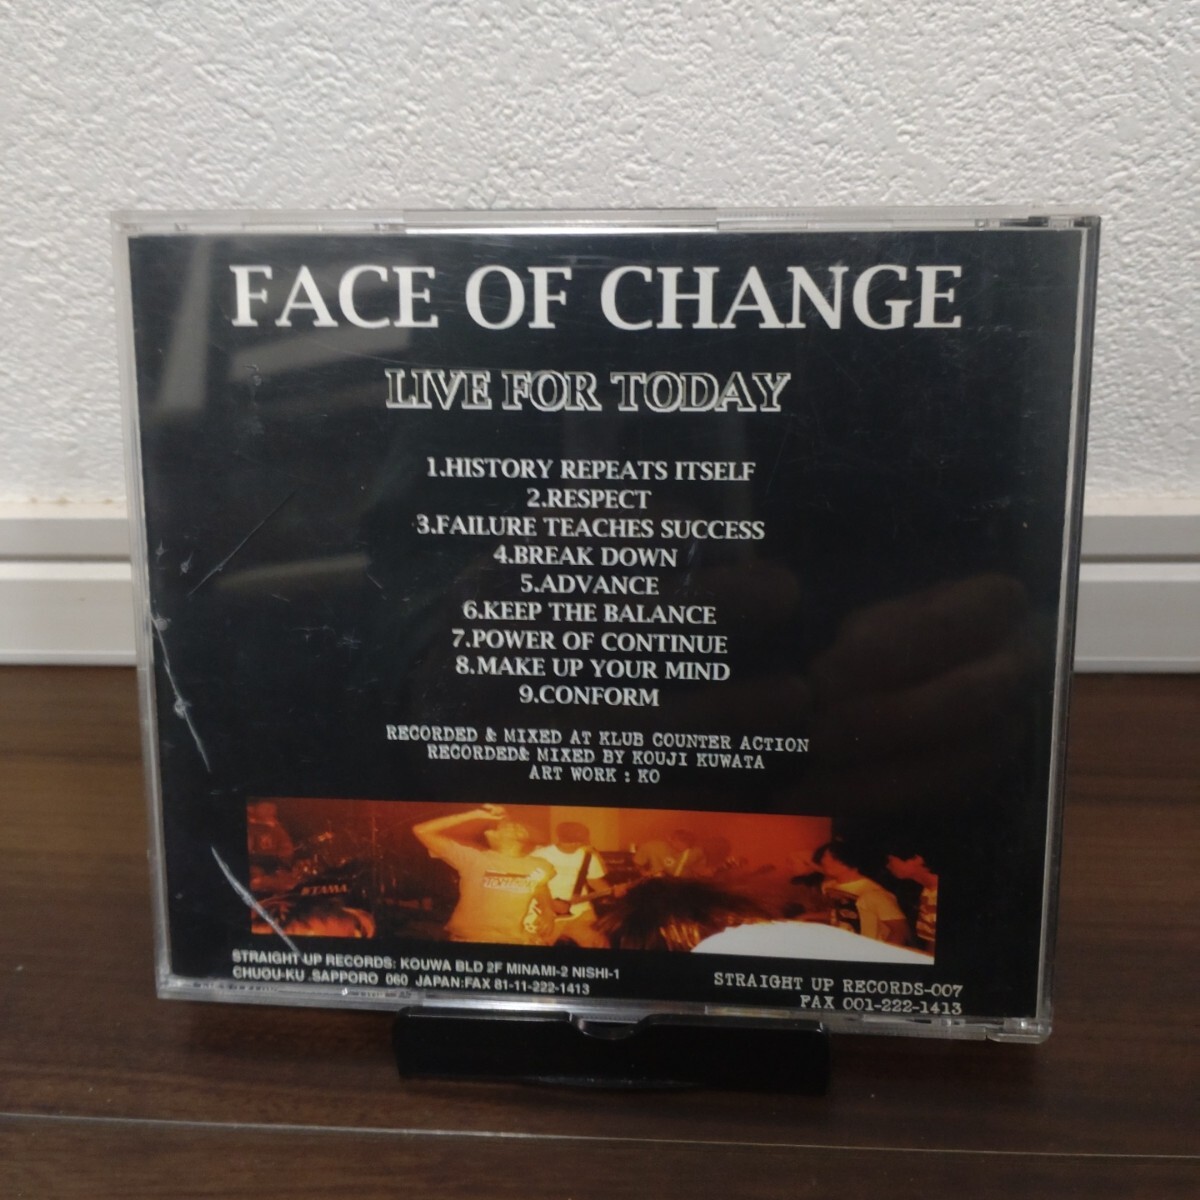 FACE OF CHANGE
LIVE FOR TODAY
1.HISTORY REPEATS ITSELF
2.RESPECT
3.FAILURE TEACHES SUCCESS
4.BREAK DOWN
5.ADVANCE
6.KEEP THE BALANCE
7.POWER OF CONTINUE
8.MAKE UP YOUR MIND
9.CONFORM
RECORDED & MIXED AT KLUB COUNTER ACTION
RECORDED& MIXED BY KOUJI KUWATA
ART WORK : KO
TAMA
STRAIGHT UP RECORDS: KOUWA BLD 2F MINAMI-2 NISHI-1
CHUOU-KU .SAPPORO 060 JAPAN:FAX 81-11-222-1413
STRAIGHT UP RECORDS-007
FAX 001-222-1413